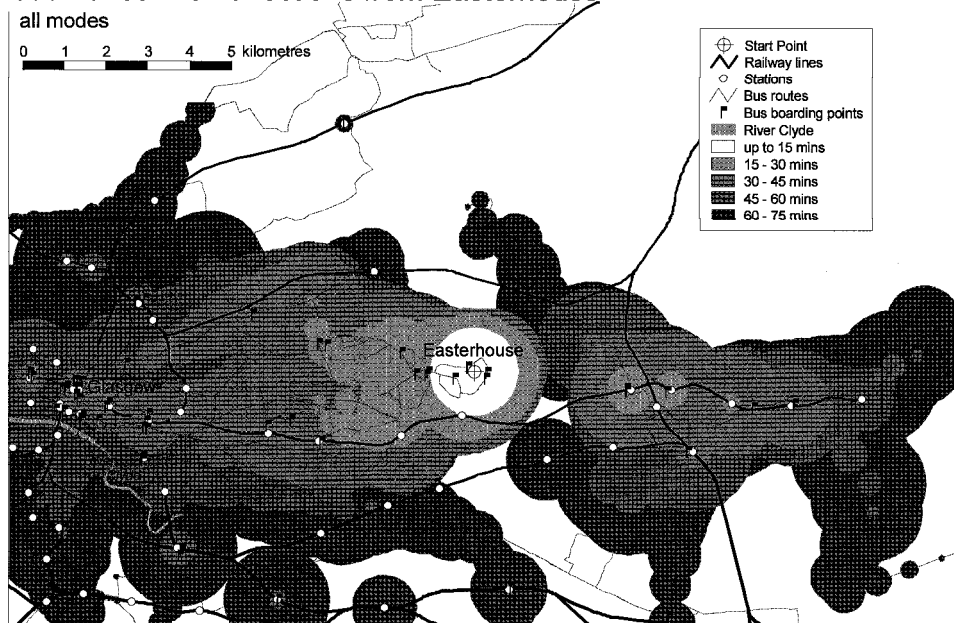 from Easterhouse
all modes
0 1 2 3 4 5 kilometres
Start Point
Railway lines
Stations
Bus routes
Bus boarding points
River Clyde
up to 15 mins
15 - 30 mins
30 - 45 mins
45 - 60 mins
60 - 75 mins
Easterhouse
Glasgow